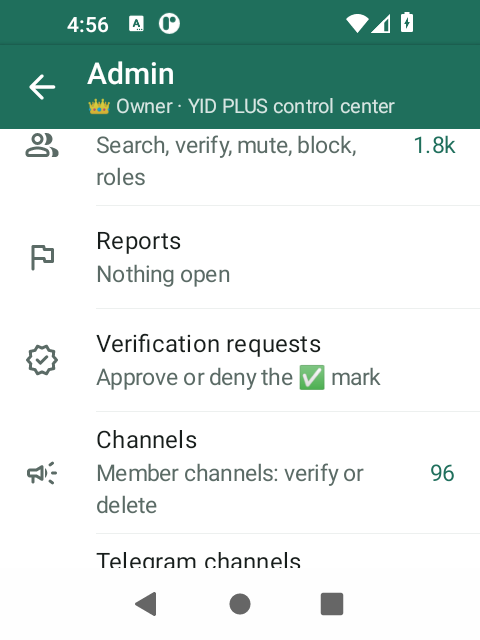 4:56
Admin
👑 Owner · YID PLUS control center
Search, verify, mute, block,
roles
1.8k
Reports
Nothing open
Verification requests
Approve or deny the ✅ mark
Channels
Member channels: verify or
delete
96
Telegram channels